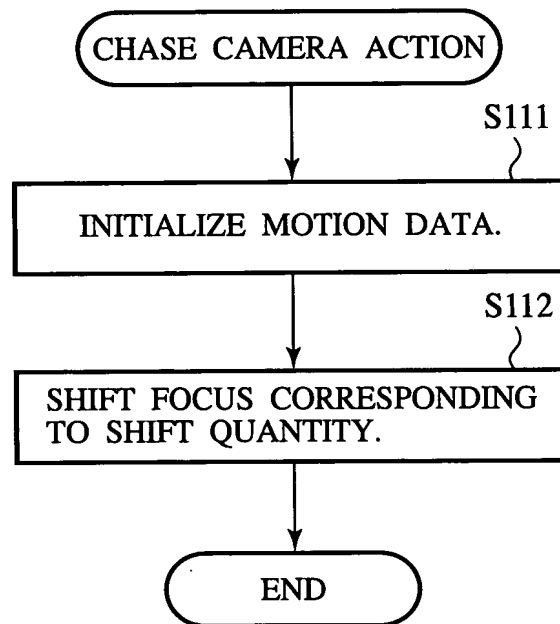 CHASE CAMERA ACTION
S111
INITIALIZE MOTION DATA.
S112
SHIFT FOCUS CORRESPONDING
TO SHIFT QUANTITY.
END